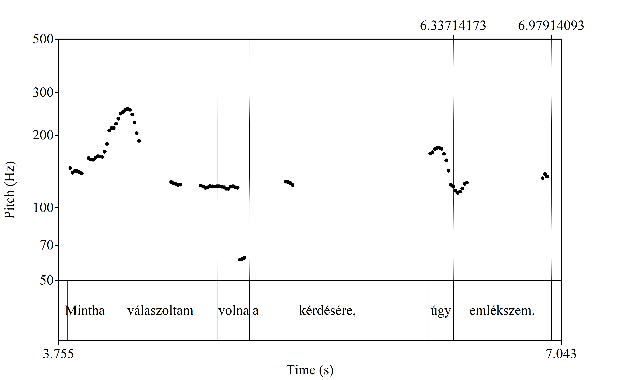 6.33714173 6.97914093
500
300
200
100
70
50
Pitch (Hz)
Mintha válaszoltam volna a kérdésére, úgy emlékszem.
3.755 7.043
Time (s)